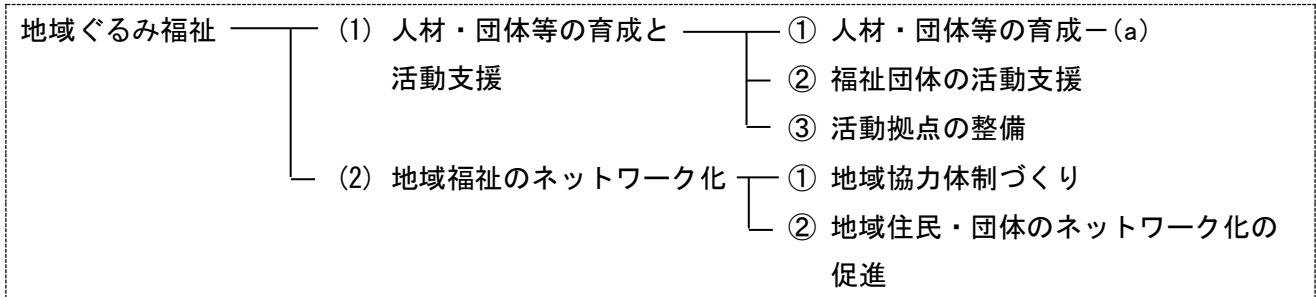 地域ぐるみ福祉 (1) 人材・団体等の育成と ① 人材・団体等の育成－(a)
活動支援 ② 福祉団体の活動支援
③ 活動拠点の整備
(2) 地域福祉のネットワーク化 ① 地域協力体制づくり
② 地域住民・団体のネットワーク化の
促進